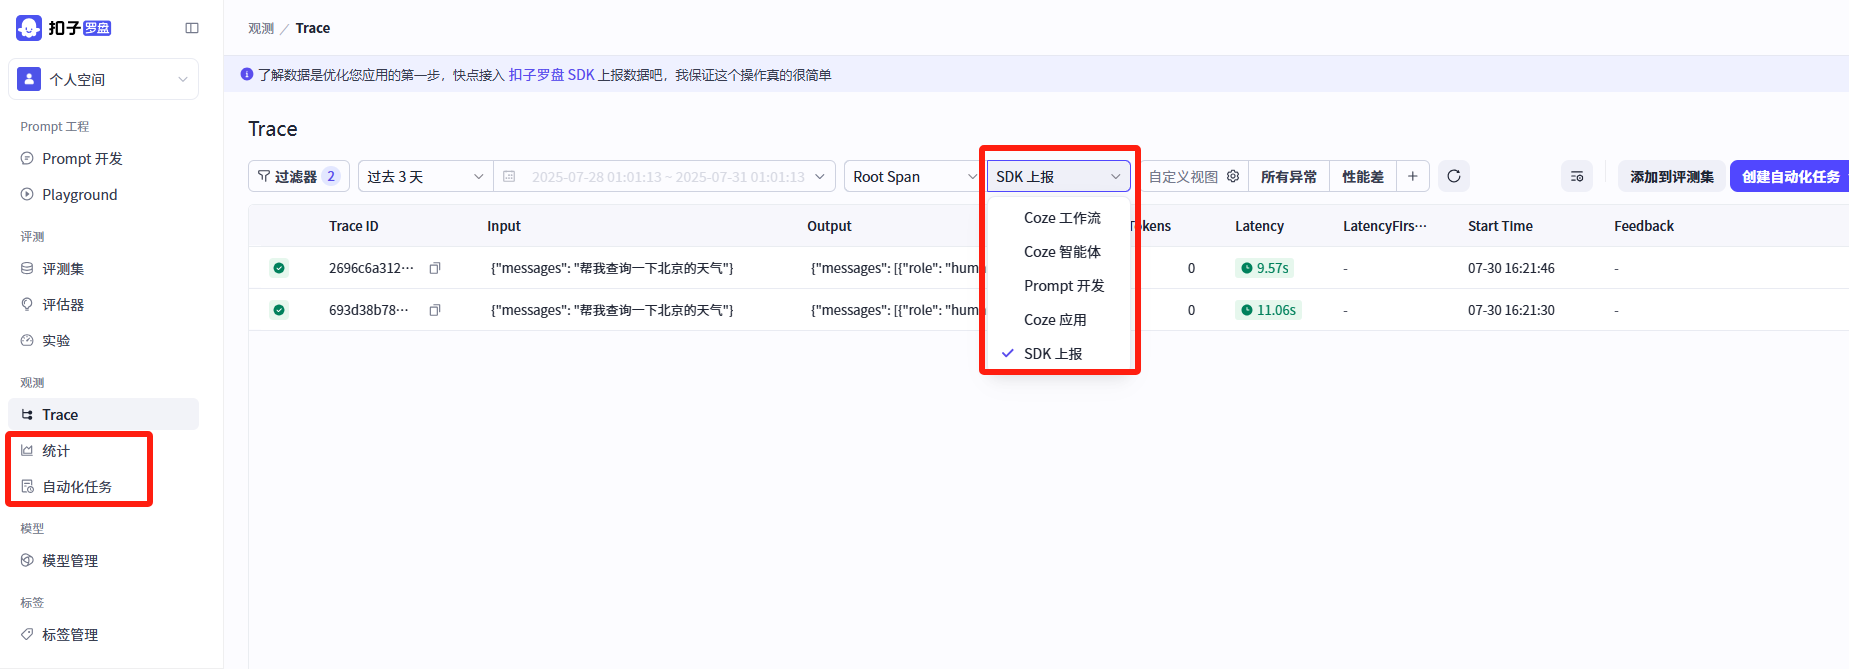 扣子罗盘
个人空间
Prompt 工程
Prompt 开发
Playground
评测
评测集
评估器
实验
观测
Trace
统计
自动化任务
模型
模型管理
标签
标签管理
观测 / Trace
了解数据是优化您应用的第一步，快点接入 扣子罗盘 SDK 上报数据吧，我保证这个操作真的很简单
Trace
过滤器 2 过去 3 天 2025-07-28 01:01:13 ~ 2025-07-31 01:01:13 Root Span SDK 上报 自定义视图 所有异常 性能差 + 添加到评测集 创建自动化任务
Coze 工作流
Coze 智能体
Prompt 开发
Coze 应用
SDK 上报
Trace ID Input Output Tokens Latency LatencyFirs··· Start Time Feedback
2696c6a312··· {"messages": "帮我查询一下北京的天气"} {"messages": [{"role": "hum 0 9.57s - 07-30 16:21:46 -
693d38b78··· {"messages": "帮我查询一下北京的天气"} {"messages": [{"role": "hum 0 11.06s - 07-30 16:21:30 -